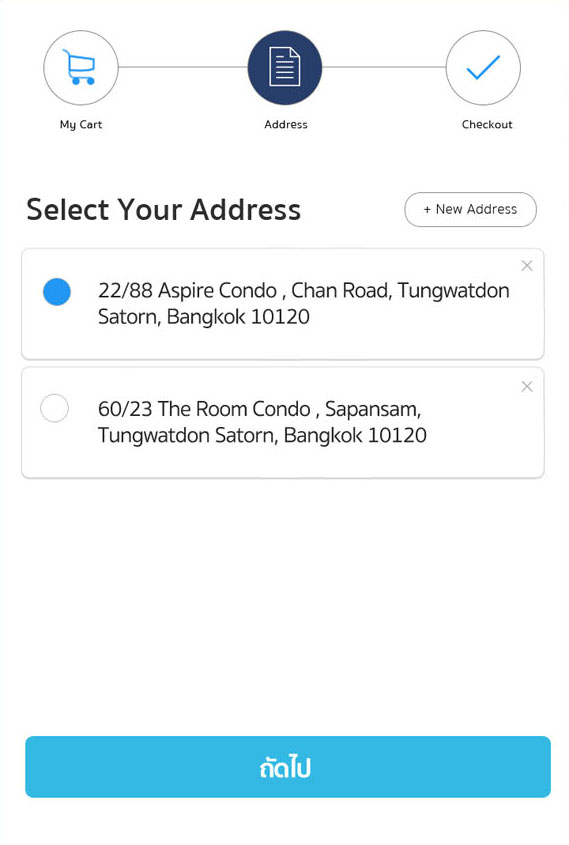 My Cart
Address
Checkout
Select Your Address
+ New Address
22/88 Aspire Condo , Chan Road, Tungwatdon
Satorn, Bangkok 10120
60/23 The Room Condo , Sapansam,
Tungwatdon Satorn, Bangkok 10120
ถัดไป